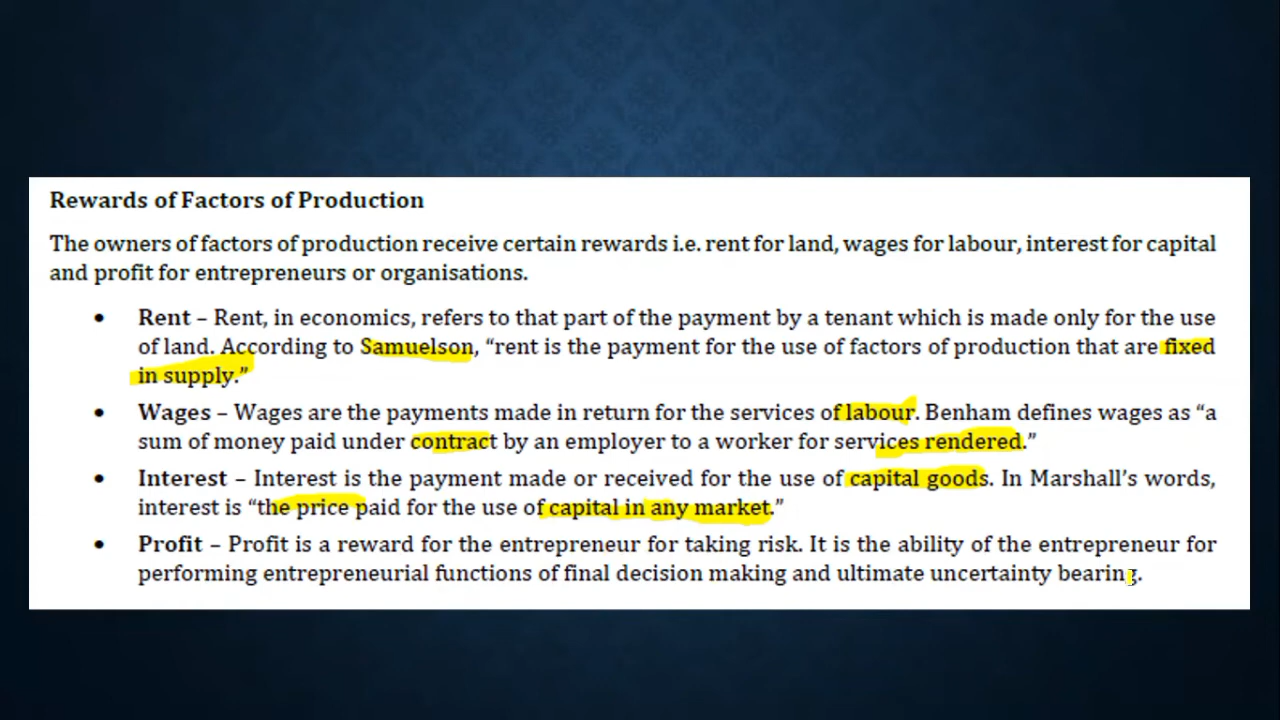 Rewards of Factors of Production
The owners of factors of production receive certain rewards i.e. rent for land, wages for labour, interest for capital
and profit for entrepreneurs or organisations.
• Rent – Rent, in economics, refers to that part of the payment by a tenant which is made only for the use
of land. According to Samuelson, “rent is the payment for the use of factors of production that are fixed
in supply.”
• Wages – Wages are the payments made in return for the services of labour. Benham defines wages as “a
sum of money paid under contract by an employer to a worker for services rendered.”
• Interest – Interest is the payment made or received for the use of capital goods. In Marshall’s words,
interest is “the price paid for the use of capital in any market.”
• Profit – Profit is a reward for the entrepreneur for taking risk. It is the ability of the entrepreneur for
performing entrepreneurial functions of final decision making and ultimate uncertainty bearing.